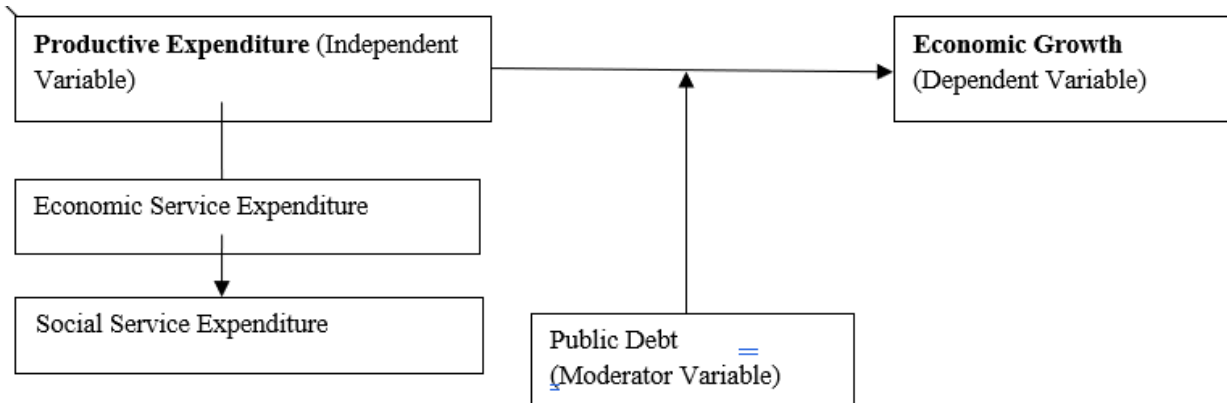 Productive Expenditure (Independent
Variable)
Economic Growth
(Dependent Variable)
Economic Service Expenditure
Social Service Expenditure
Public Debt
(Moderator Variable)